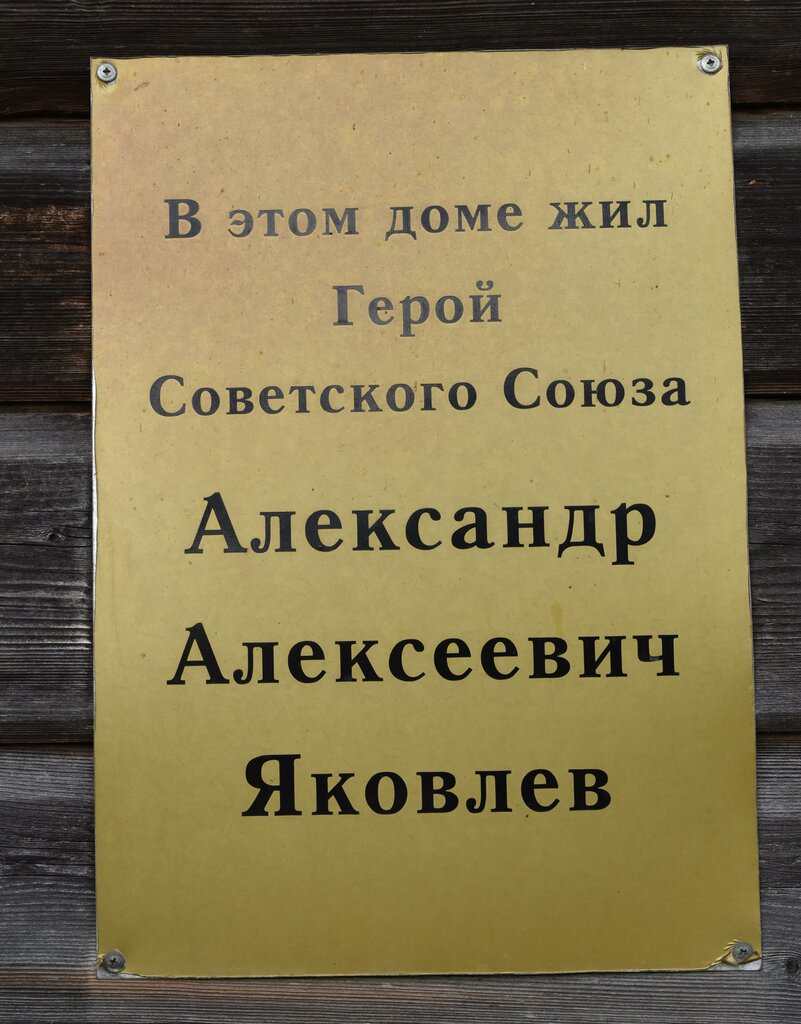 В этом доме жил
Герой
Советского Союза
Александр
Алексеевич
Яковлев